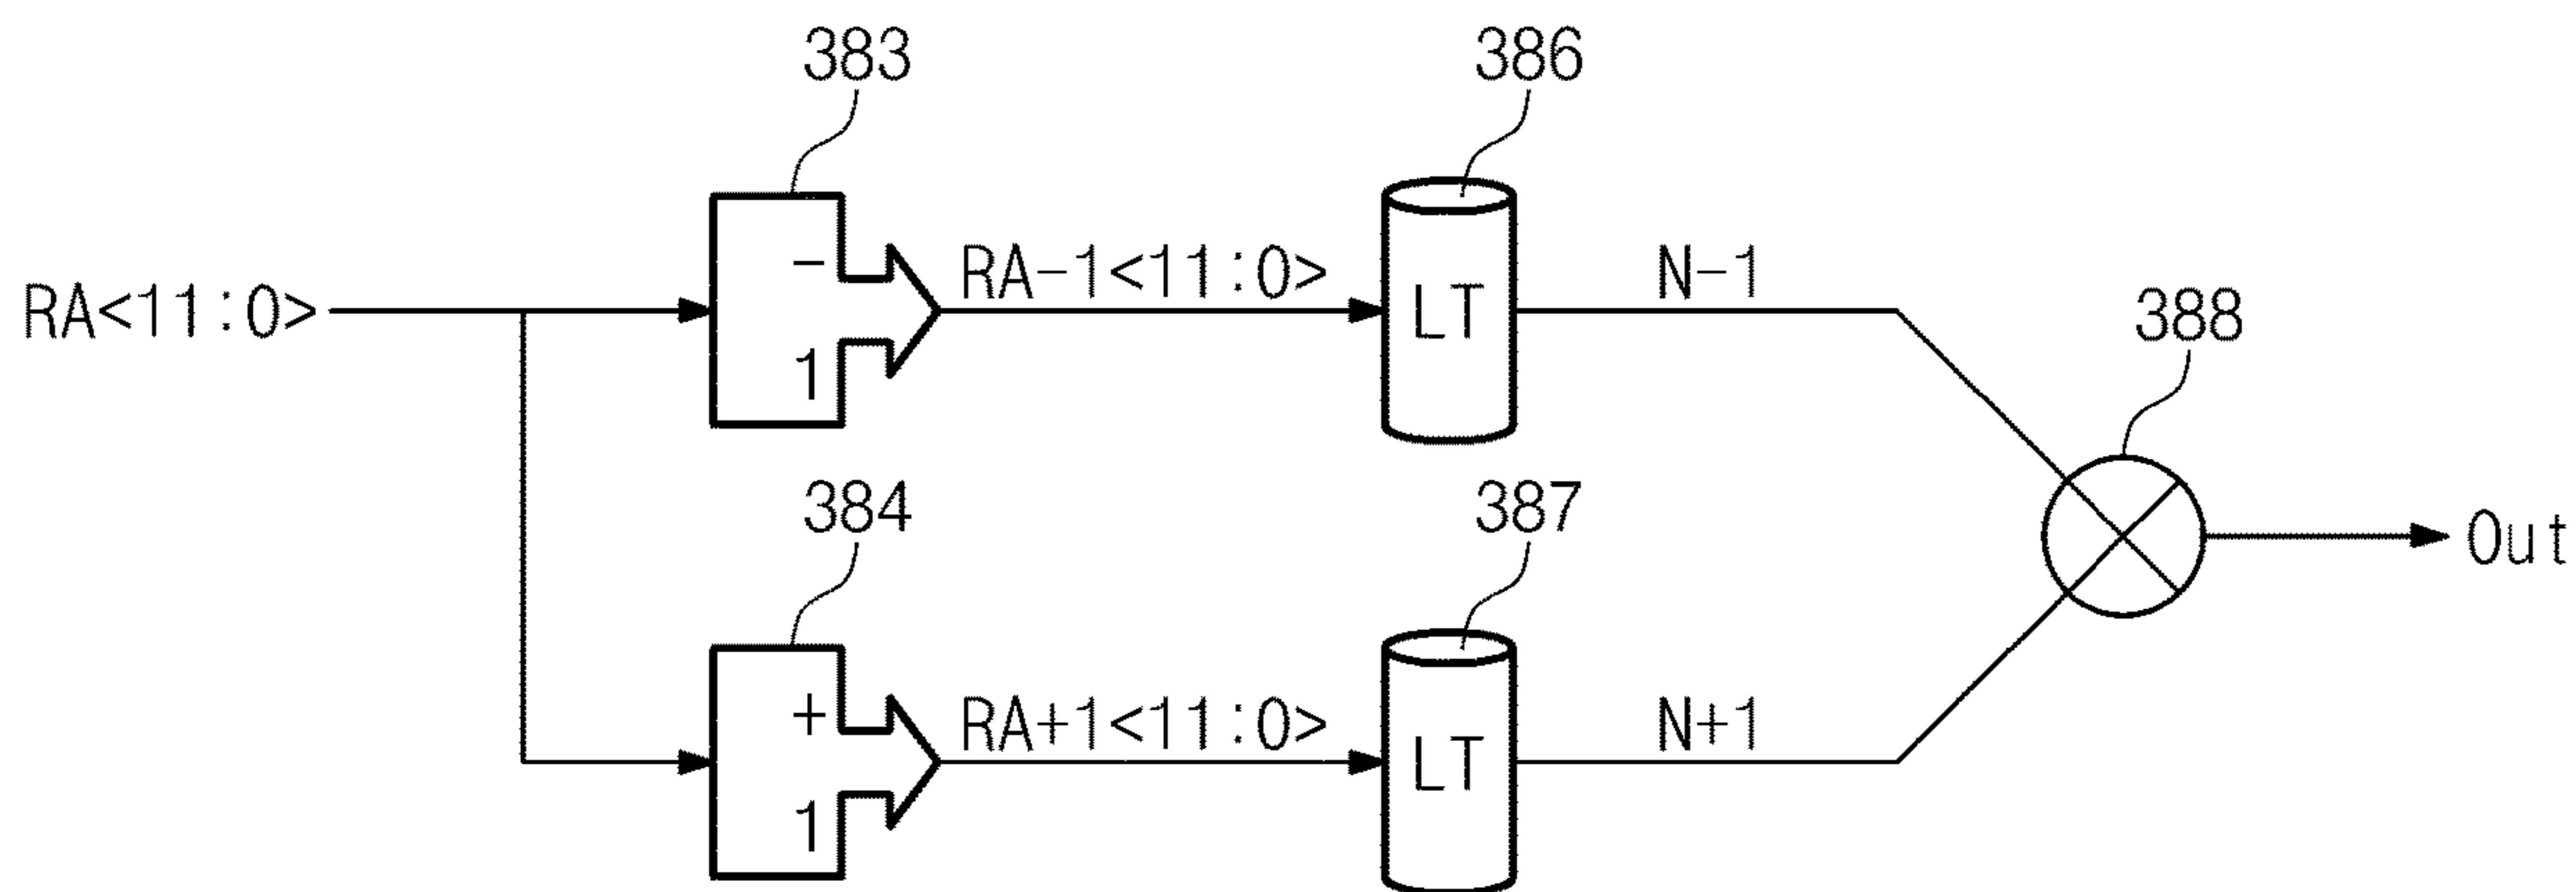 383
386
-
RA-1<11:0>
N-1
RA<11:0>
LT
388
1
384
387
Out
+
RA+1<11:0>
N+1
LT
1